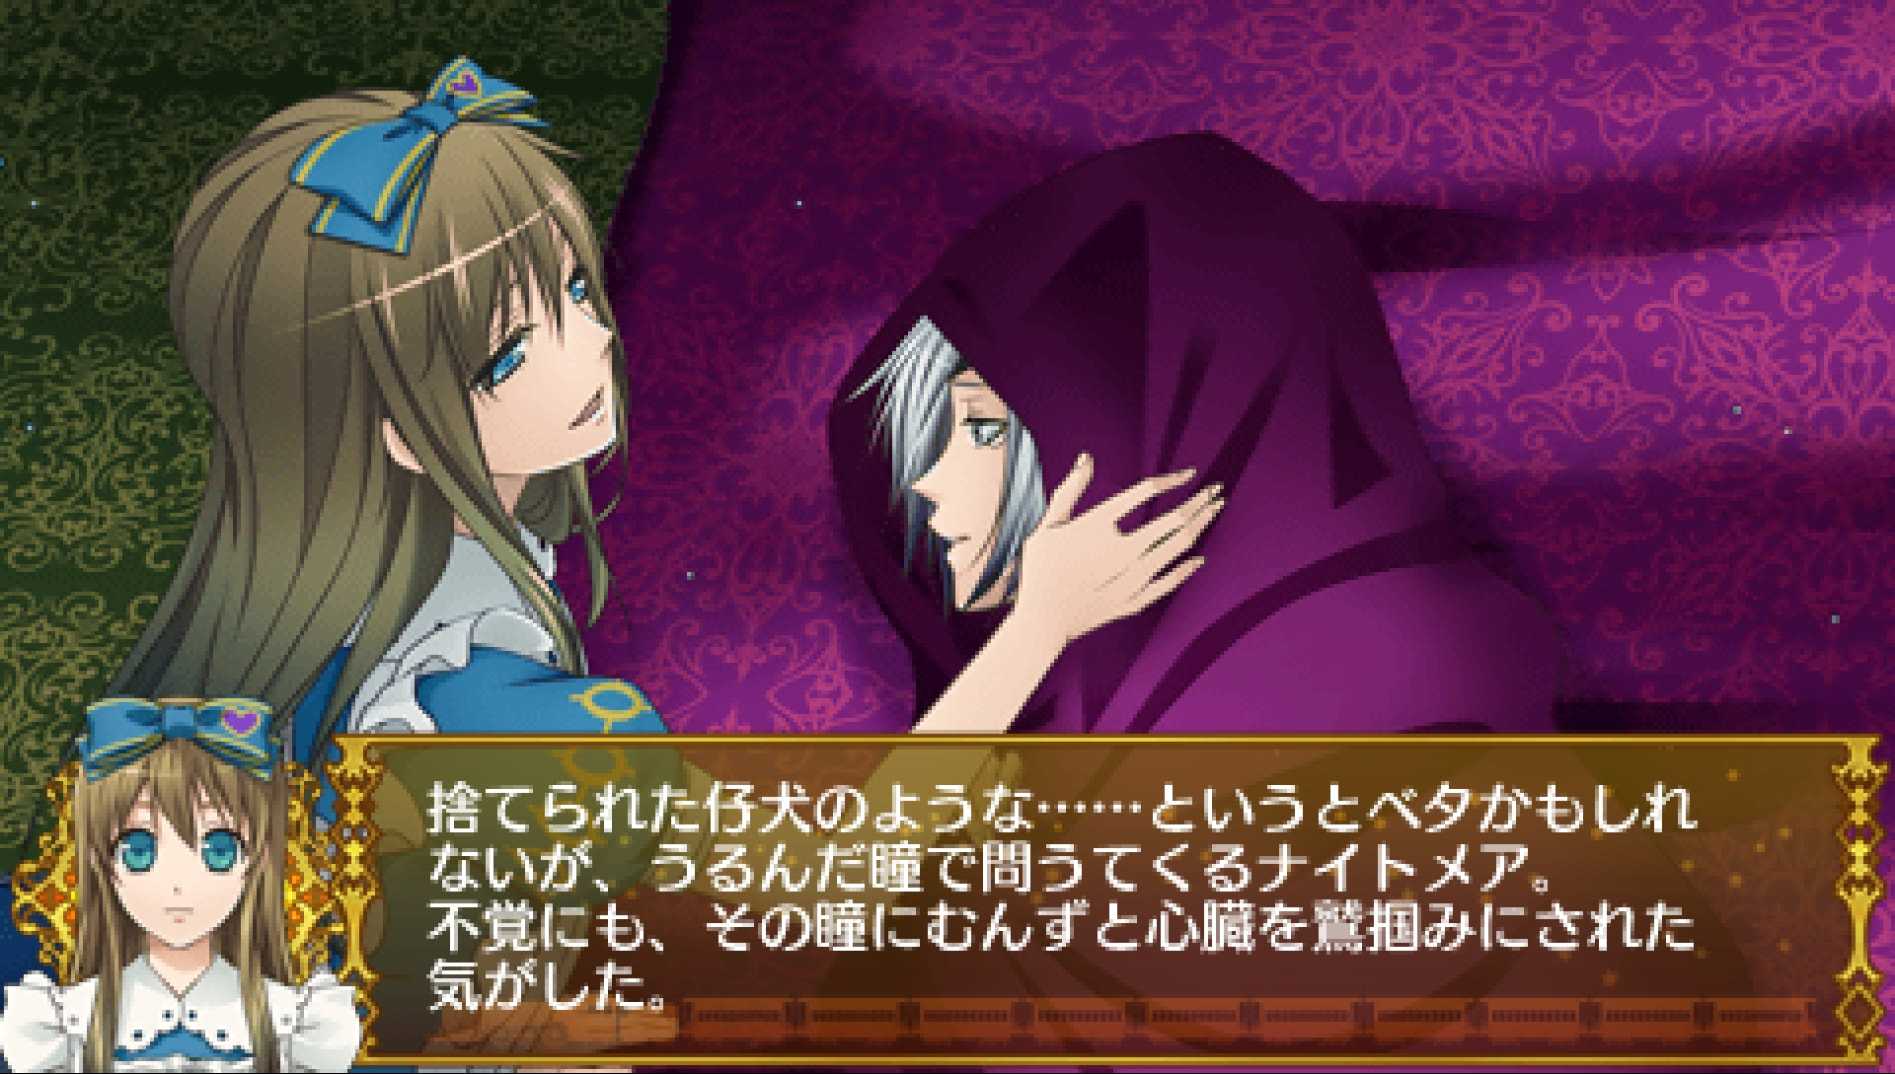 捨てられた仔犬のような……というとベタかもしれ
ないが、うるんだ瞳で問うてくるナイトメア。
不覚にも、その瞳にむんずと心臓を鷲掴みにされた
気がした。